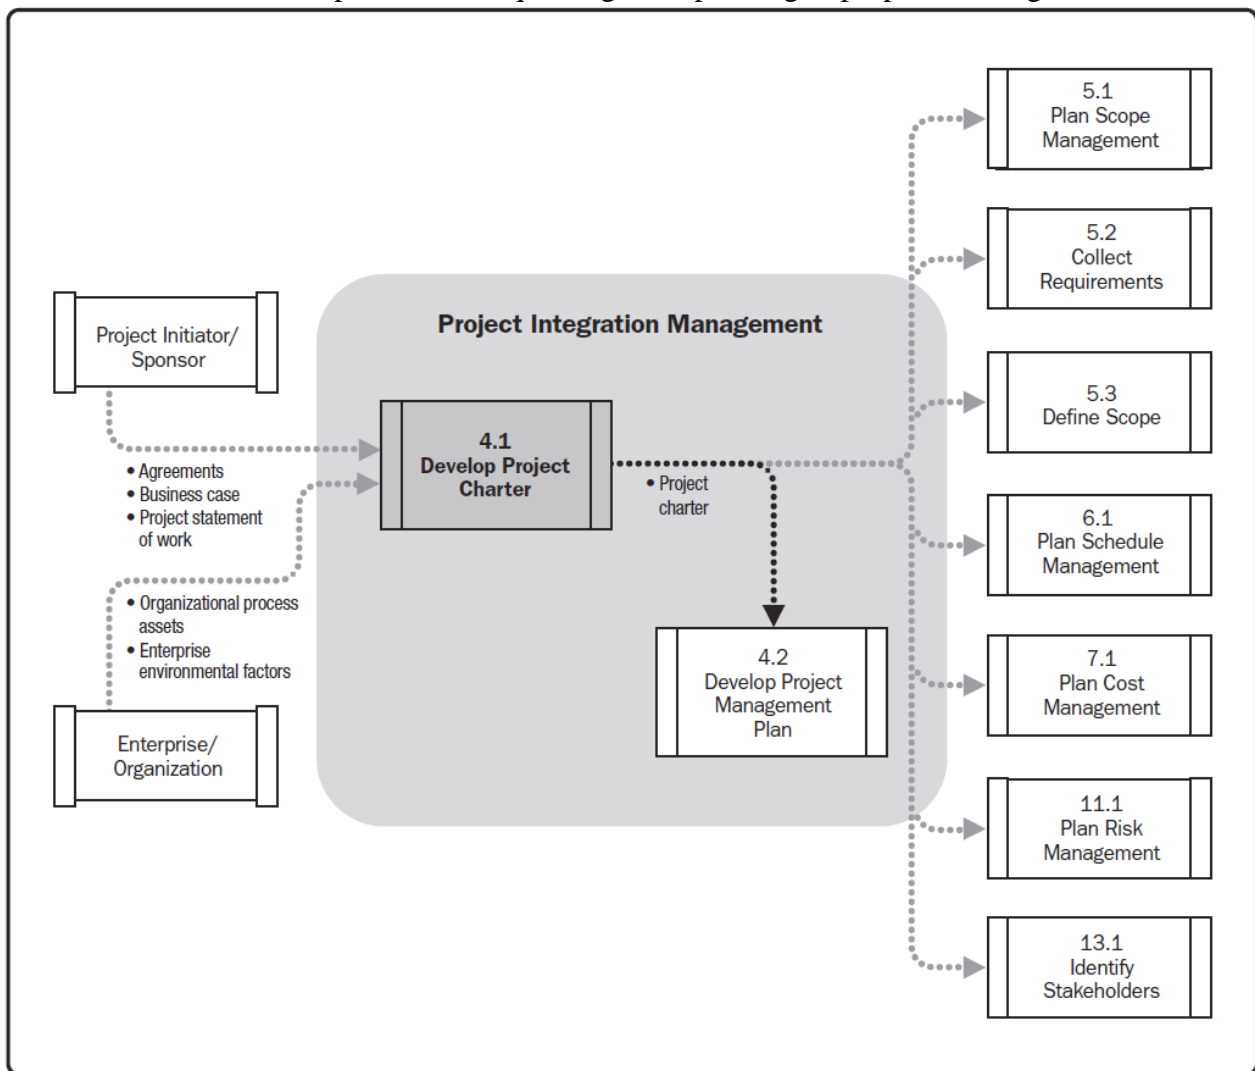 5.1
Plan Scope
Management
5.2
Collect
Requirements
Project Integration Management
Project Initiator/
Sponsor
5.3
Define Scope
4.1
Develop Project
Charter
• Agreements
• Business case
• Project statement
of work
• Project
charter
6.1
Plan Schedule
Management
• Organizational process
assets
• Enterprise
environmental factors
4.2
Develop Project
Management
Plan
7.1
Plan Cost
Management
Enterprise/
Organization
11.1
Plan Risk
Management
13.1
Identify
Stakeholders